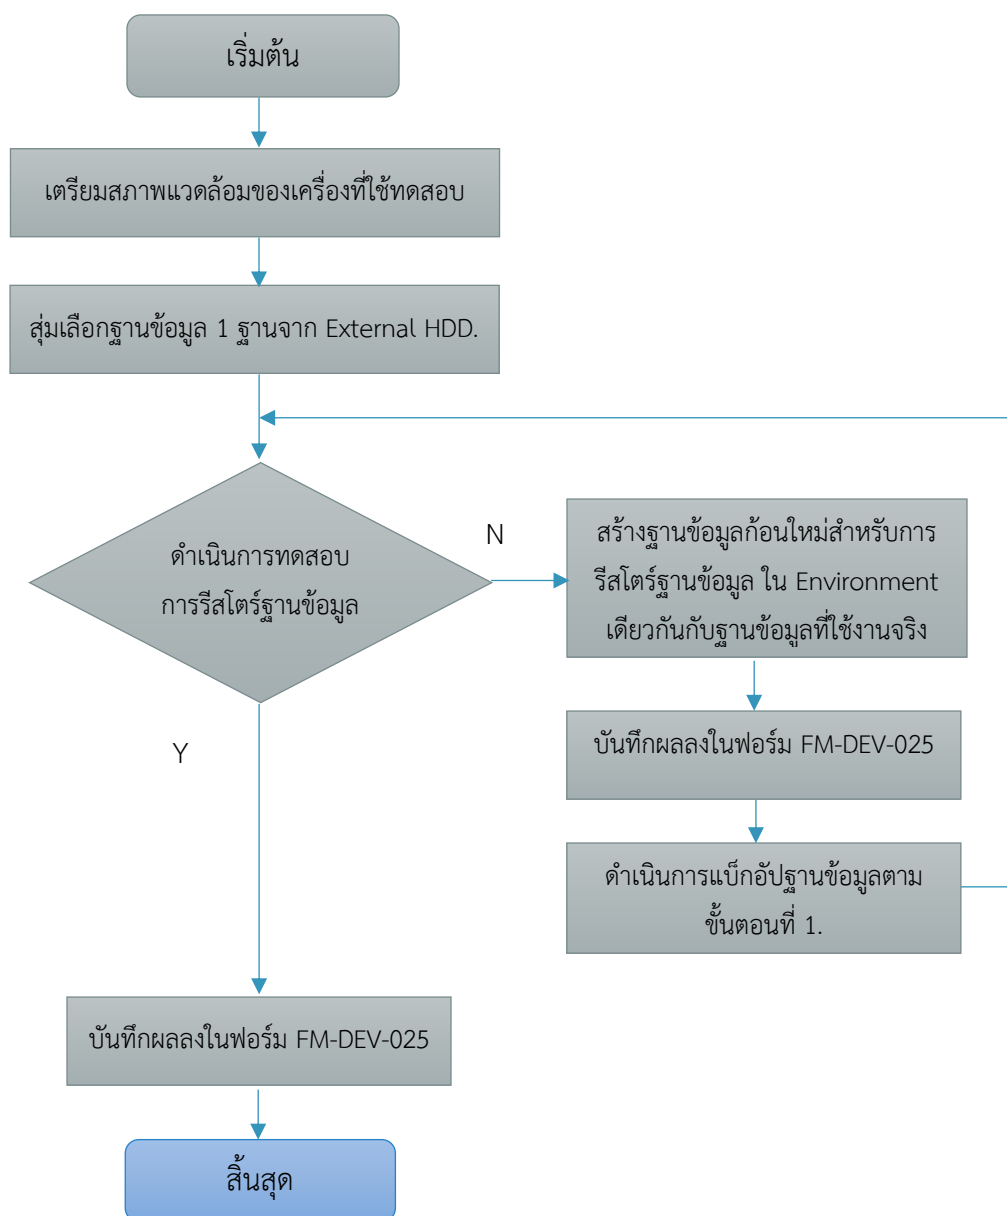 เริ่มต้น
เตรียมสภาพแวดล้อมของเครื่องที่ใช้ทดสอบ
สุ่มเลือกฐานข้อมูล 1 ฐานจาก External HDD.
ดำเนินการทดสอบ
การรีสโตร์ฐานข้อมูล
N
สร้างฐานข้อมูลก้อนใหม่สำหรับการ
รีสโตร์ฐานข้อมูล ใน Environment
เดียวกันกับฐานข้อมูลที่ใช้งานจริง
Y
บันทึกผลลงในฟอร์ม FM-DEV-025
ดำเนินการแบ็กอัปฐานข้อมูลตาม
ขั้นตอนที่ 1.
บันทึกผลลงในฟอร์ม FM-DEV-025
สิ้นสุด